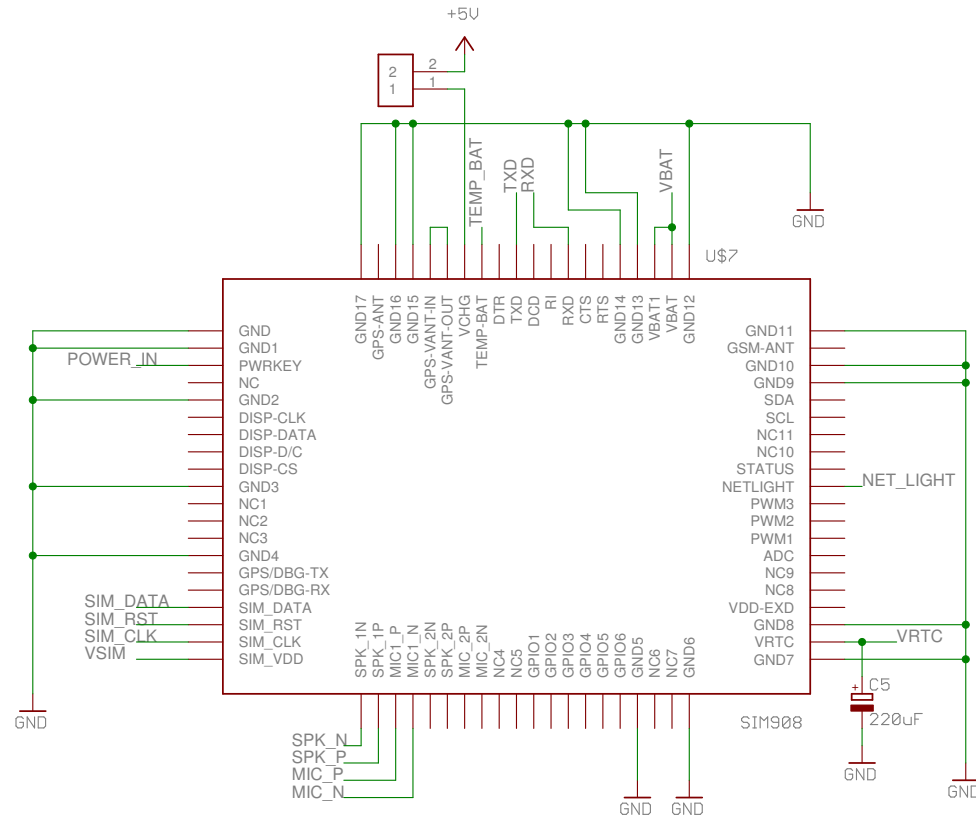 +5V
2
2
1
1
TEMP_BAT
TXD
RXD
VBAT
GND
U$7
GND17
GPS-ANT
GND16
GND15
GPS-VANT-IN
GPS-VANT-OUT
VCHG
TEMP-BAT
DTR
TXD
DCD
RI
RXD
CTS
RTS
GND14
GND13
VBAT1
VBAT
GND12
GND
GND1
POWER_IN
PWRKEY
NC
GND2
DISP-CLK
DISP-DATA
DISP-D/C
DISP-CS
GND3
NC1
NC2
NC3
GND4
GPS/DBG-TX
GPS/DBG-RX
SIM_DATA
SIM_DATA
SIM_RST
SIM_RST
SIM_CLK
SIM_CLK
VSIM
SIM_VDD
GND11
GSM-ANT
GND10
GND9
SDA
SCL
NC11
NC10
STATUS
NETLIGHT
NET_LIGHT
PWM3
PWM2
PWM1
ADC
NC9
NC8
VDD-EXD
GND8
VRTC
VRTC
GND7
SPK_1N
SPK_1P
MIC1_P
MIC1_N
SPK_2N
SPK_2P
MIC_2P
MIC_2N
NC4
NC5
GPIO1
GPIO2
GPIO3
GPIO4
GPIO5
GPIO6
GND5
NC6
NC7
GND6
+
C5
220uF
SIM908
GND
SPK_N
SPK_P
MIC_P
MIC_N
GND
GND
GND
GND